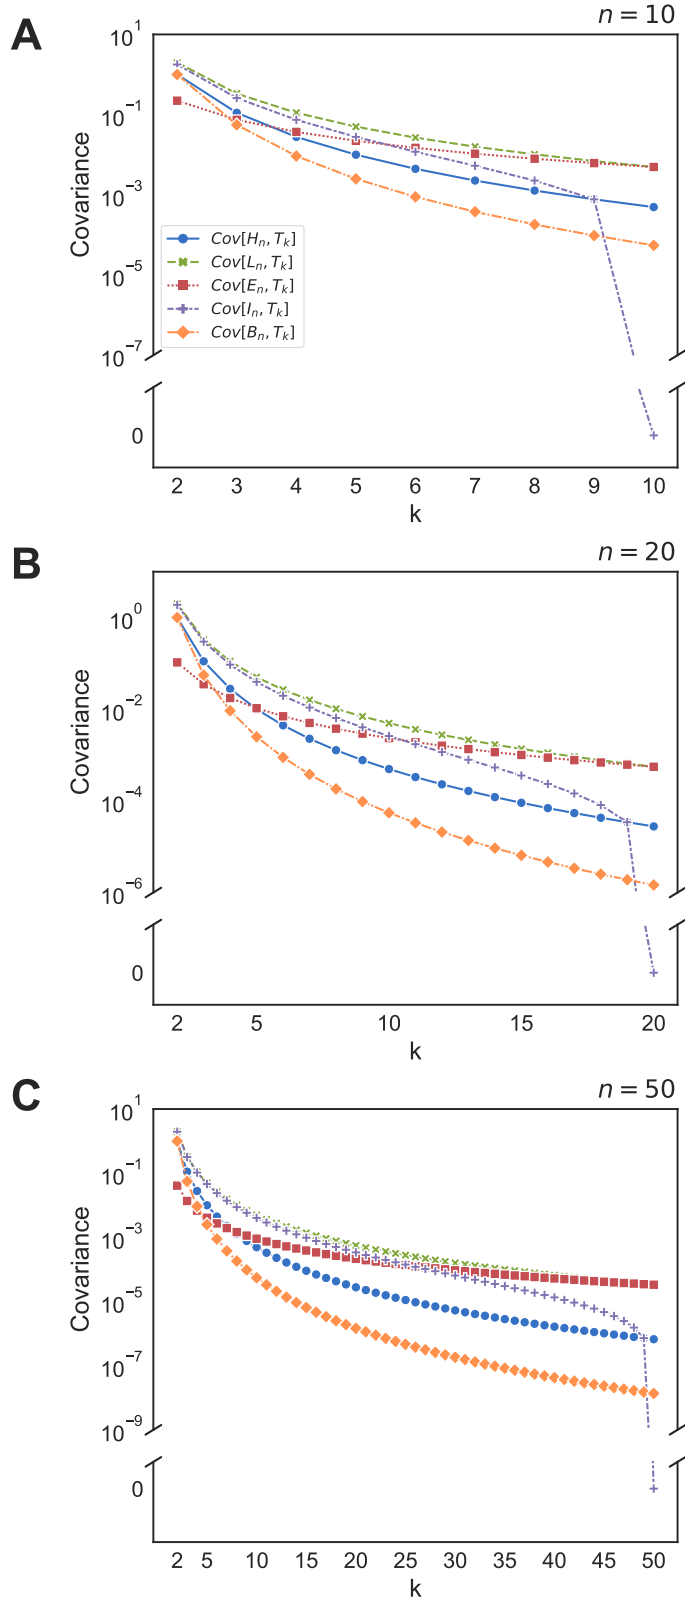 A
n = 10
10^1
10^-1
10^-3
10^-5
10^-7
0
Covariance
Cov[H_n, T_k]
Cov[L_n, T_k]
Cov[E_n, T_k]
Cov[I_n, T_k]
Cov[B_n, T_k]
2 3 4 5 6 7 8 9 10
k
B
n = 20
10^0
10^-2
10^-4
10^-6
0
Covariance
2 5 10 15 20
k
C
n = 50
10^1
10^-1
10^-3
10^-5
10^-7
10^-9
0
Covariance
2 5 10 15 20 25 30 35 40 45 50
k